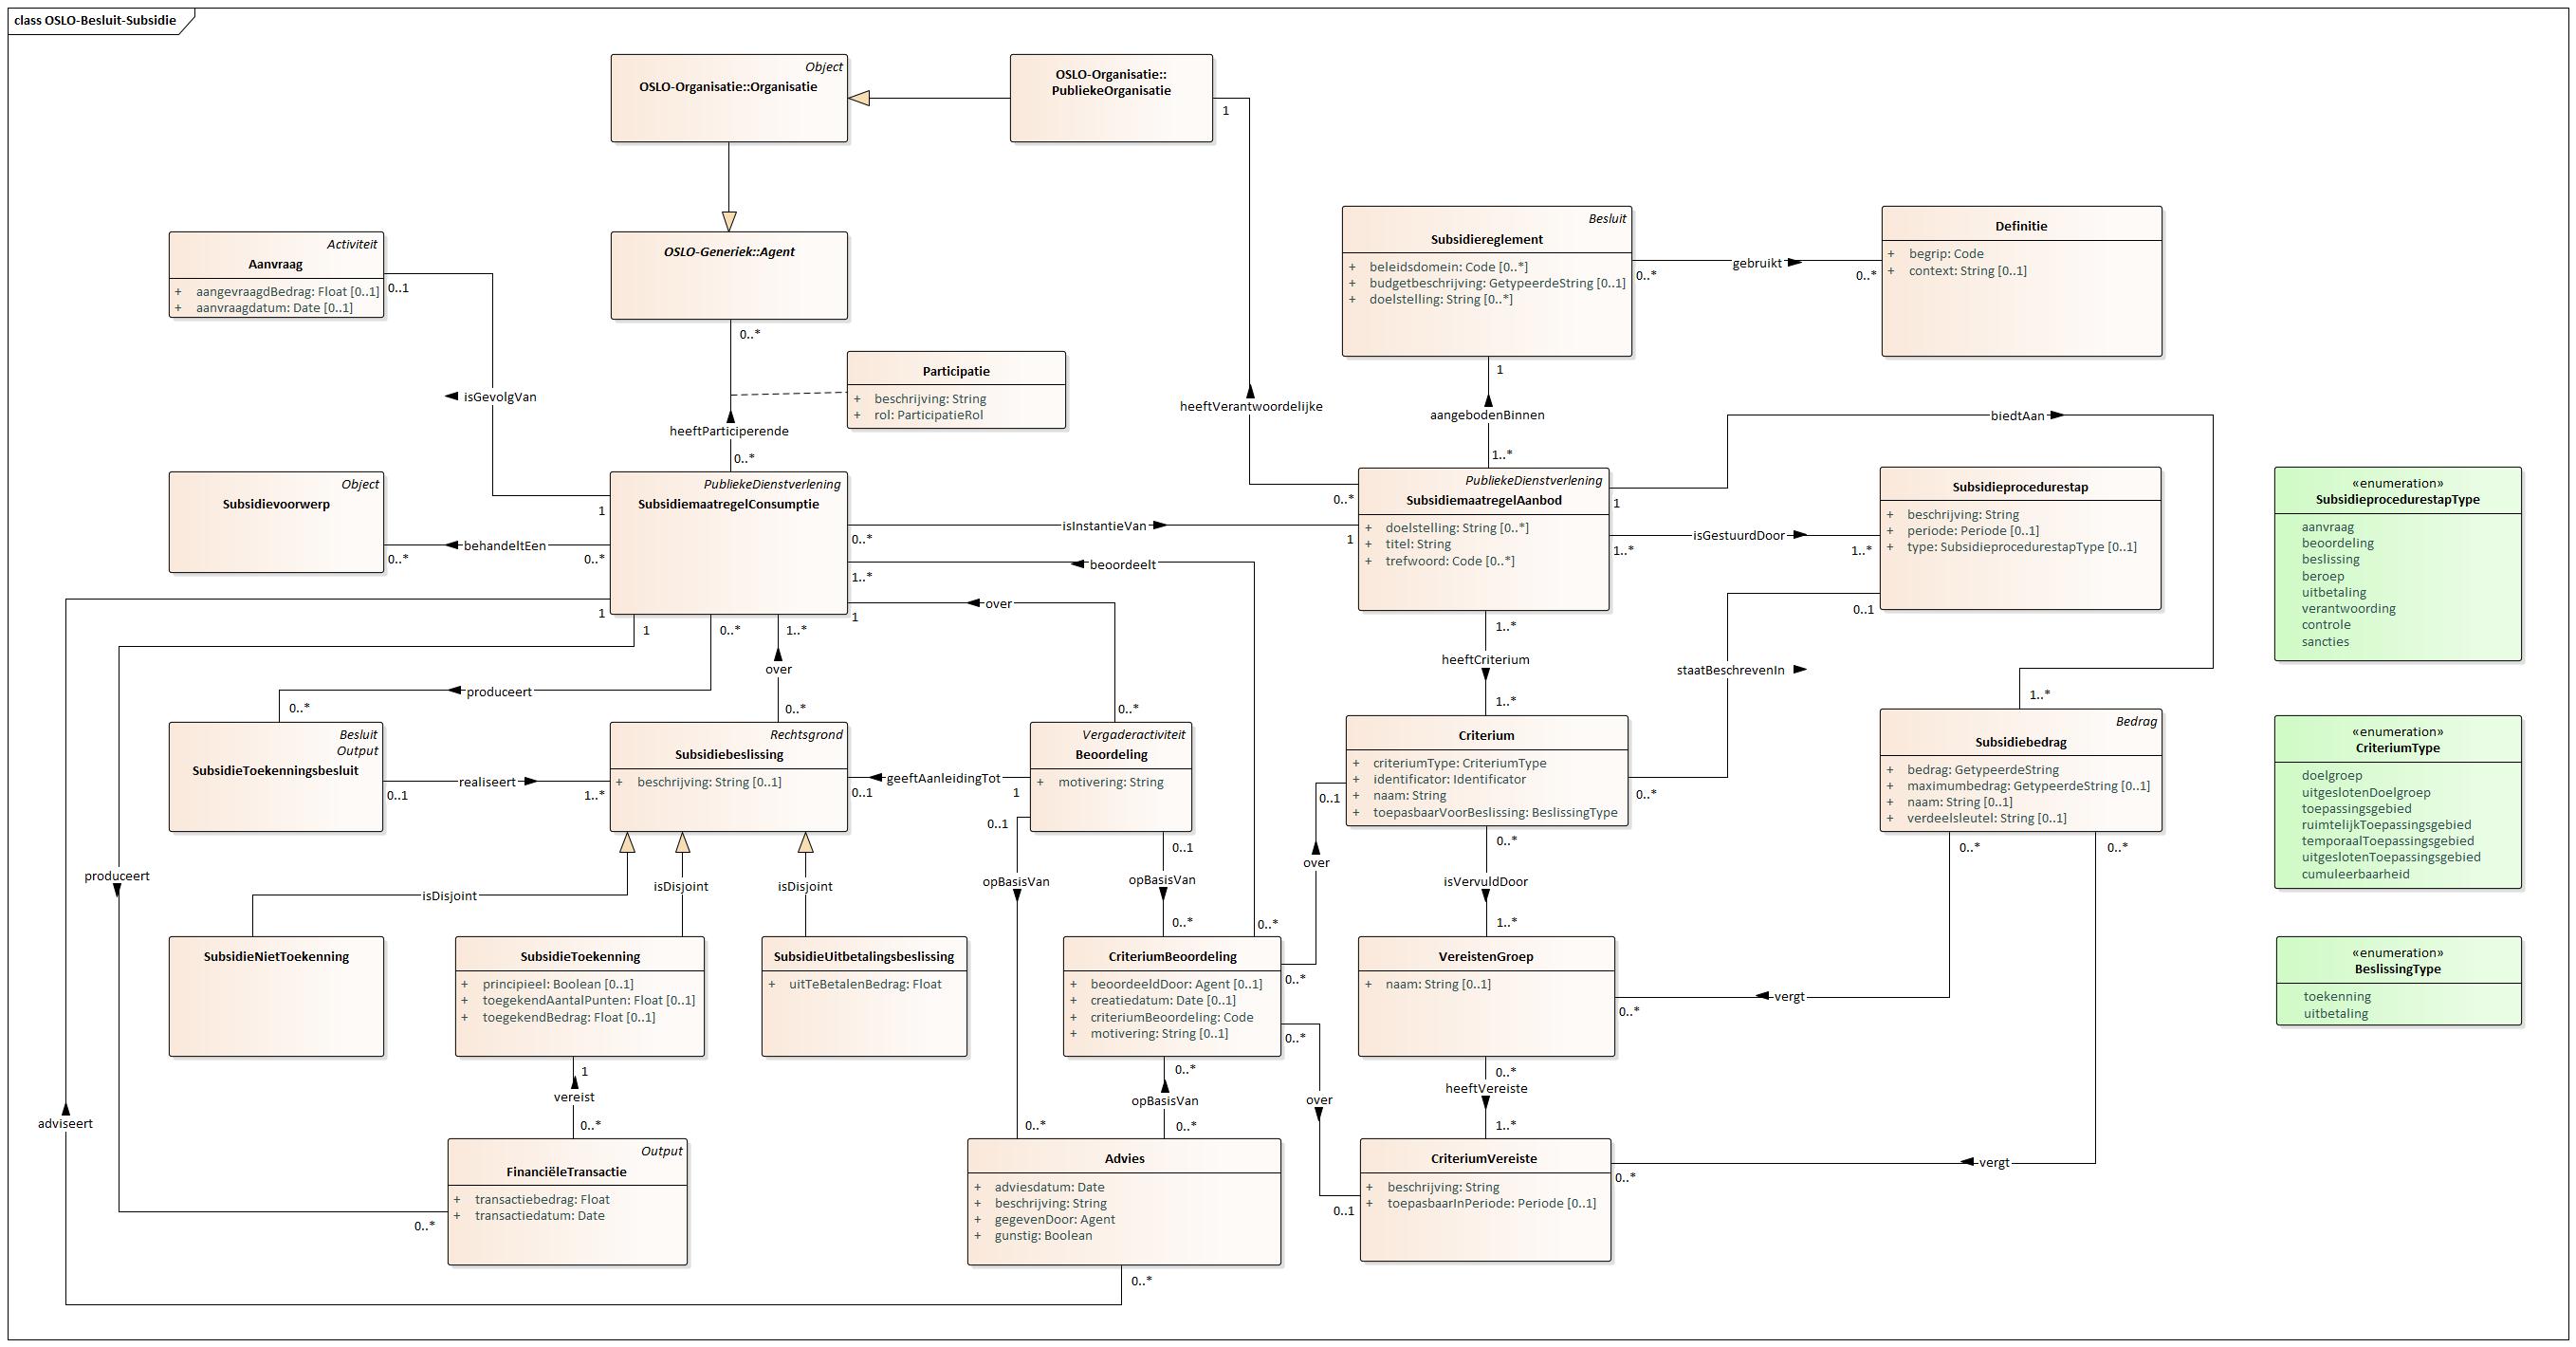 class OSLO-Besluit-Subsidie
Object
OSLO-Organisatie::Organisatie
OSLO-Organisatie::
PubliekeOrganisatie
1
heeftVerantwoordelijke
0..*
OSLO-Generiek::Agent
0..*
heeftParticiperende
0..*
Participatie
+ beschrijving: String
+ rol: ParticipatieRol
Activiteit
Aanvraag
+ aangevraagdBedrag: Float [0..1]
+ aanvraagdatum: Date [0..1]
0..1
isGevolgVan
1
Besluit
Subsidiereglement
+ beleidsdomein: Code [0..*]
+ budgetbeschrijving: GetypeerdeString [0..1]
+ doelstelling: String [0..*]
0..*
gebruikt
0..*
Definitie
+ begrip: Code
+ context: String [0..1]
1
aangebodenBinnen
1..*
Object
Subsidievoorwerp
0..*
behandeltEen
0..*
PubliekeDienstverlening
SubsidiemaatregelConsumptie
0..*
isInstantieVan
1
1..*
beoordeelt
0..*
1
over
0..*
PubliekeDienstverlening
SubsidiemaatregelAanbod
+ doelstelling: String [0..*]
+ titel: String
+ trefwoord: Code [0..*]
1
biedtAan
1..*
1..*
isGestuurdDoor
1..*
Subsidieprocedurestap
+ beschrijving: String
+ periode: Periode [0..1]
+ type: SubsidieprocedurestapType [0..1]
0..1
staatBeschrevenIn
0..*
«enumeration»
SubsidieprocedurestapType
aanvraag
beoordeling
beslissing
beroep
uitbetaling
verantwoording
controle
sancties
1
adviseert
0..*
1
produceert
0..*
0..*
produceert
0..*
1..*
over
0..*
1..*
heeftCriterium
1..*
Besluit
Output
SubsidieToekenningsbesluit
0..1
realiseert
1..*
Rechtsgrond
Subsidiebeslissing
+ beschrijving: String [0..1]
0..1
geeftAanleidingTot
1
Vergaderactiviteit
Beoordeling
+ motivering: String
0..1
opBasisVan
0..*
0..1
opBasisVan
0..*
Criterium
+ criteriumType: CriteriumType
+ identificator: Identificator
+ naam: String
+ toepasbaarVoorBeslissing: BeslissingType
0..1
over
0..*
0..*
isVervuldDoor
1..*
Bedrag
Subsidiebedrag
+ bedrag: GetypeerdeString
+ maximumbedrag: GetypeerdeString [0..1]
+ naam: String [0..1]
+ verdeelsleutel: String [0..1]
0..*
vergt
0..*
0..*
vergt
0..*
«enumeration»
CriteriumType
doelgroep
uitgeslotenDoelgroep
toepassingsgebied
ruimtelijkToepassingsgebied
temporaalToepassingsgebied
uitgeslotenToepassingsgebied
cumuleerbaarheid
isDisjoint
isDisjoint
isDisjoint
SubsidieNietToekenning
SubsidieToekenning
+ principieel: Boolean [0..1]
+ toegekendAantalPunten: Float [0..1]
+ toegekendBedrag: Float [0..1]
SubsidieUitbetalingsbeslissing
+ uitTeBetalenBedrag: Float
CriteriumBeoordeling
+ beoordeeldDoor: Agent [0..1]
+ creatiedatum: Date [0..1]
+ criteriumBeoordeling: Code
+ motivering: String [0..1]
0..*
over
0..1
VereistenGroep
+ naam: String [0..1]
0..*
heeftVereiste
1..*
«enumeration»
BeslissingType
toekenning
uitbetaling
1
vereist
0..*
0..*
opBasisVan
0..*
Output
FinanciëleTransactie
+ transactiebedrag: Float
+ transactiedatum: Date
Advies
+ adviesdatum: Date
+ beschrijving: String
+ gegevenDoor: Agent
+ gunstig: Boolean
CriteriumVereiste
+ beschrijving: String
+ toepasbaarInPeriode: Periode [0..1]